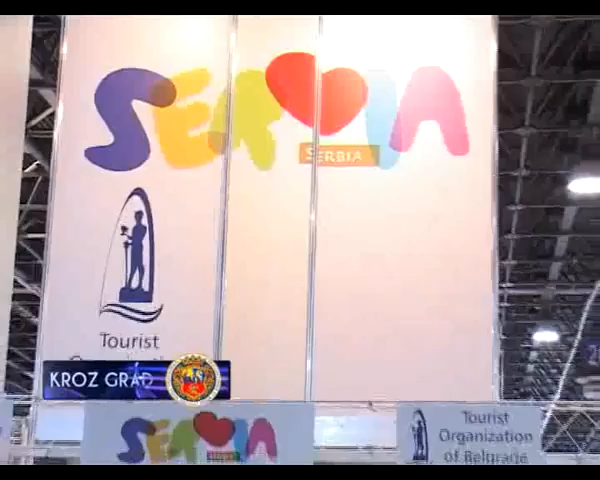 SERBIA
SERBIA
Tourist
KROZ GRAD
SERBIA
Tourist
Organization
of Belgrade